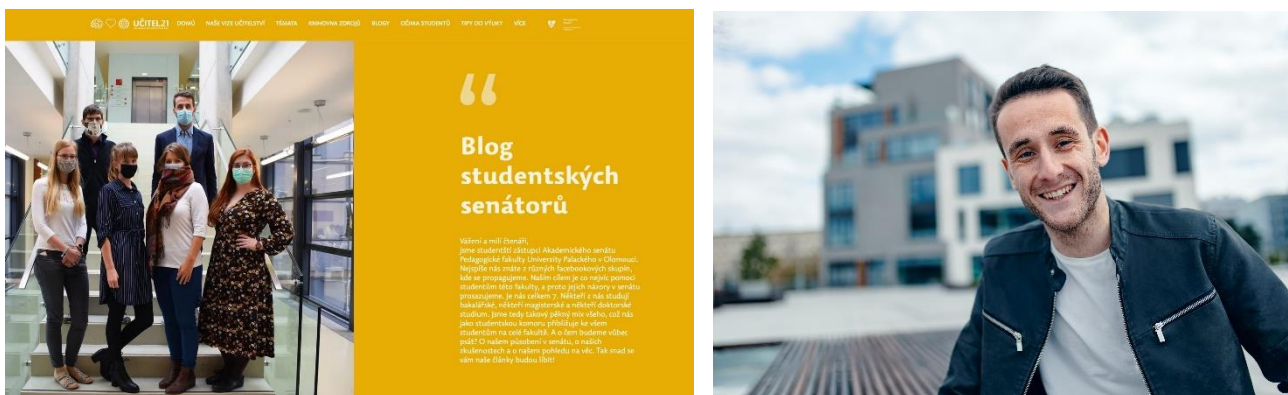 UČITEL21 DOMŮ NAŠE VIZE UČITELSTVÍ TÉMATA KNIHOVNA ZDROJŮ BLOGY OČIMA STUDENTŮ TIPY DO VÝUKY VÍCE
“
Blog
studentských
senátorů
Vážení a milí čtenáři,
jsme studentští zástupci Akademického senátu
Pedagogické fakulty Univerzity Palackého v Olomouci.
Nejspíše nás znáte z různých facebookových skupin,
kde se propagujeme. Naším cílem je co nejvíc pomoci
studentům této fakulty, a proto jejich názory v senátu
prosazujeme. Je nás celkem 7. Někteří z nás studují
bakalářské, někteří magisterské a někteří doktorské
studium. Jsme tedy takový pěkný mix všeho, což nás
jako studentskou komoru přibližuje ke všem
studentům na celé fakultě. A o čem budeme vůbec
psát? O našem působení v senátu, o našich
zkušenostech a o našem pohledu na věc. Tak snad se
vám naše články budou líbit!